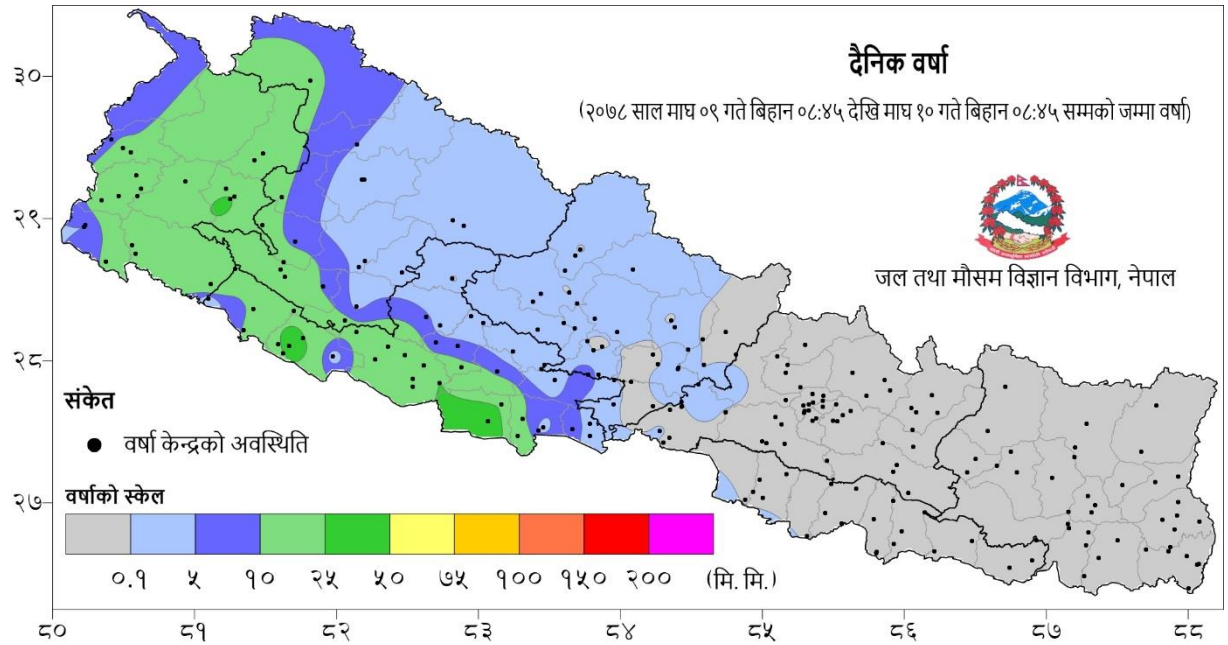 दैनिक वर्षा
(२०७८ साल माघ ०९ गते बिहान ०८:४५ देखि माघ १० गते बिहान ०८:४५ सम्मको जम्मा वर्षा)
जल तथा मौसम विज्ञान विभाग, नेपाल
३०
२९
२८
२७
संकेत
वर्षा केन्द्रको अवस्थिति
वर्षाको स्केल
०.१ ५ १० २५ ५० ७५ १०० १५० २०० (मि.मि.)
८० ८१ ८२ ८३ ८४ ८५ ८६ ८७ ८८